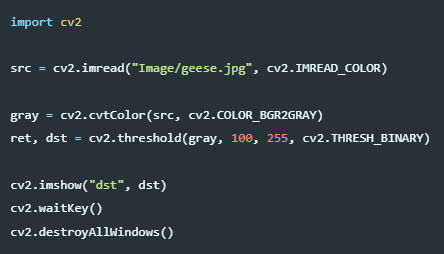 import cv2
src = cv2.imread("Image/geese.jpg", cv2.IMREAD_COLOR)
gray = cv2.cvtColor(src, cv2.COLOR_BGR2GRAY)
ret, dst = cv2.threshold(gray, 100, 255, cv2.THRESH_BINARY)
cv2.imshow("dst", dst)
cv2.waitKey()
cv2.destroyAllWindows()